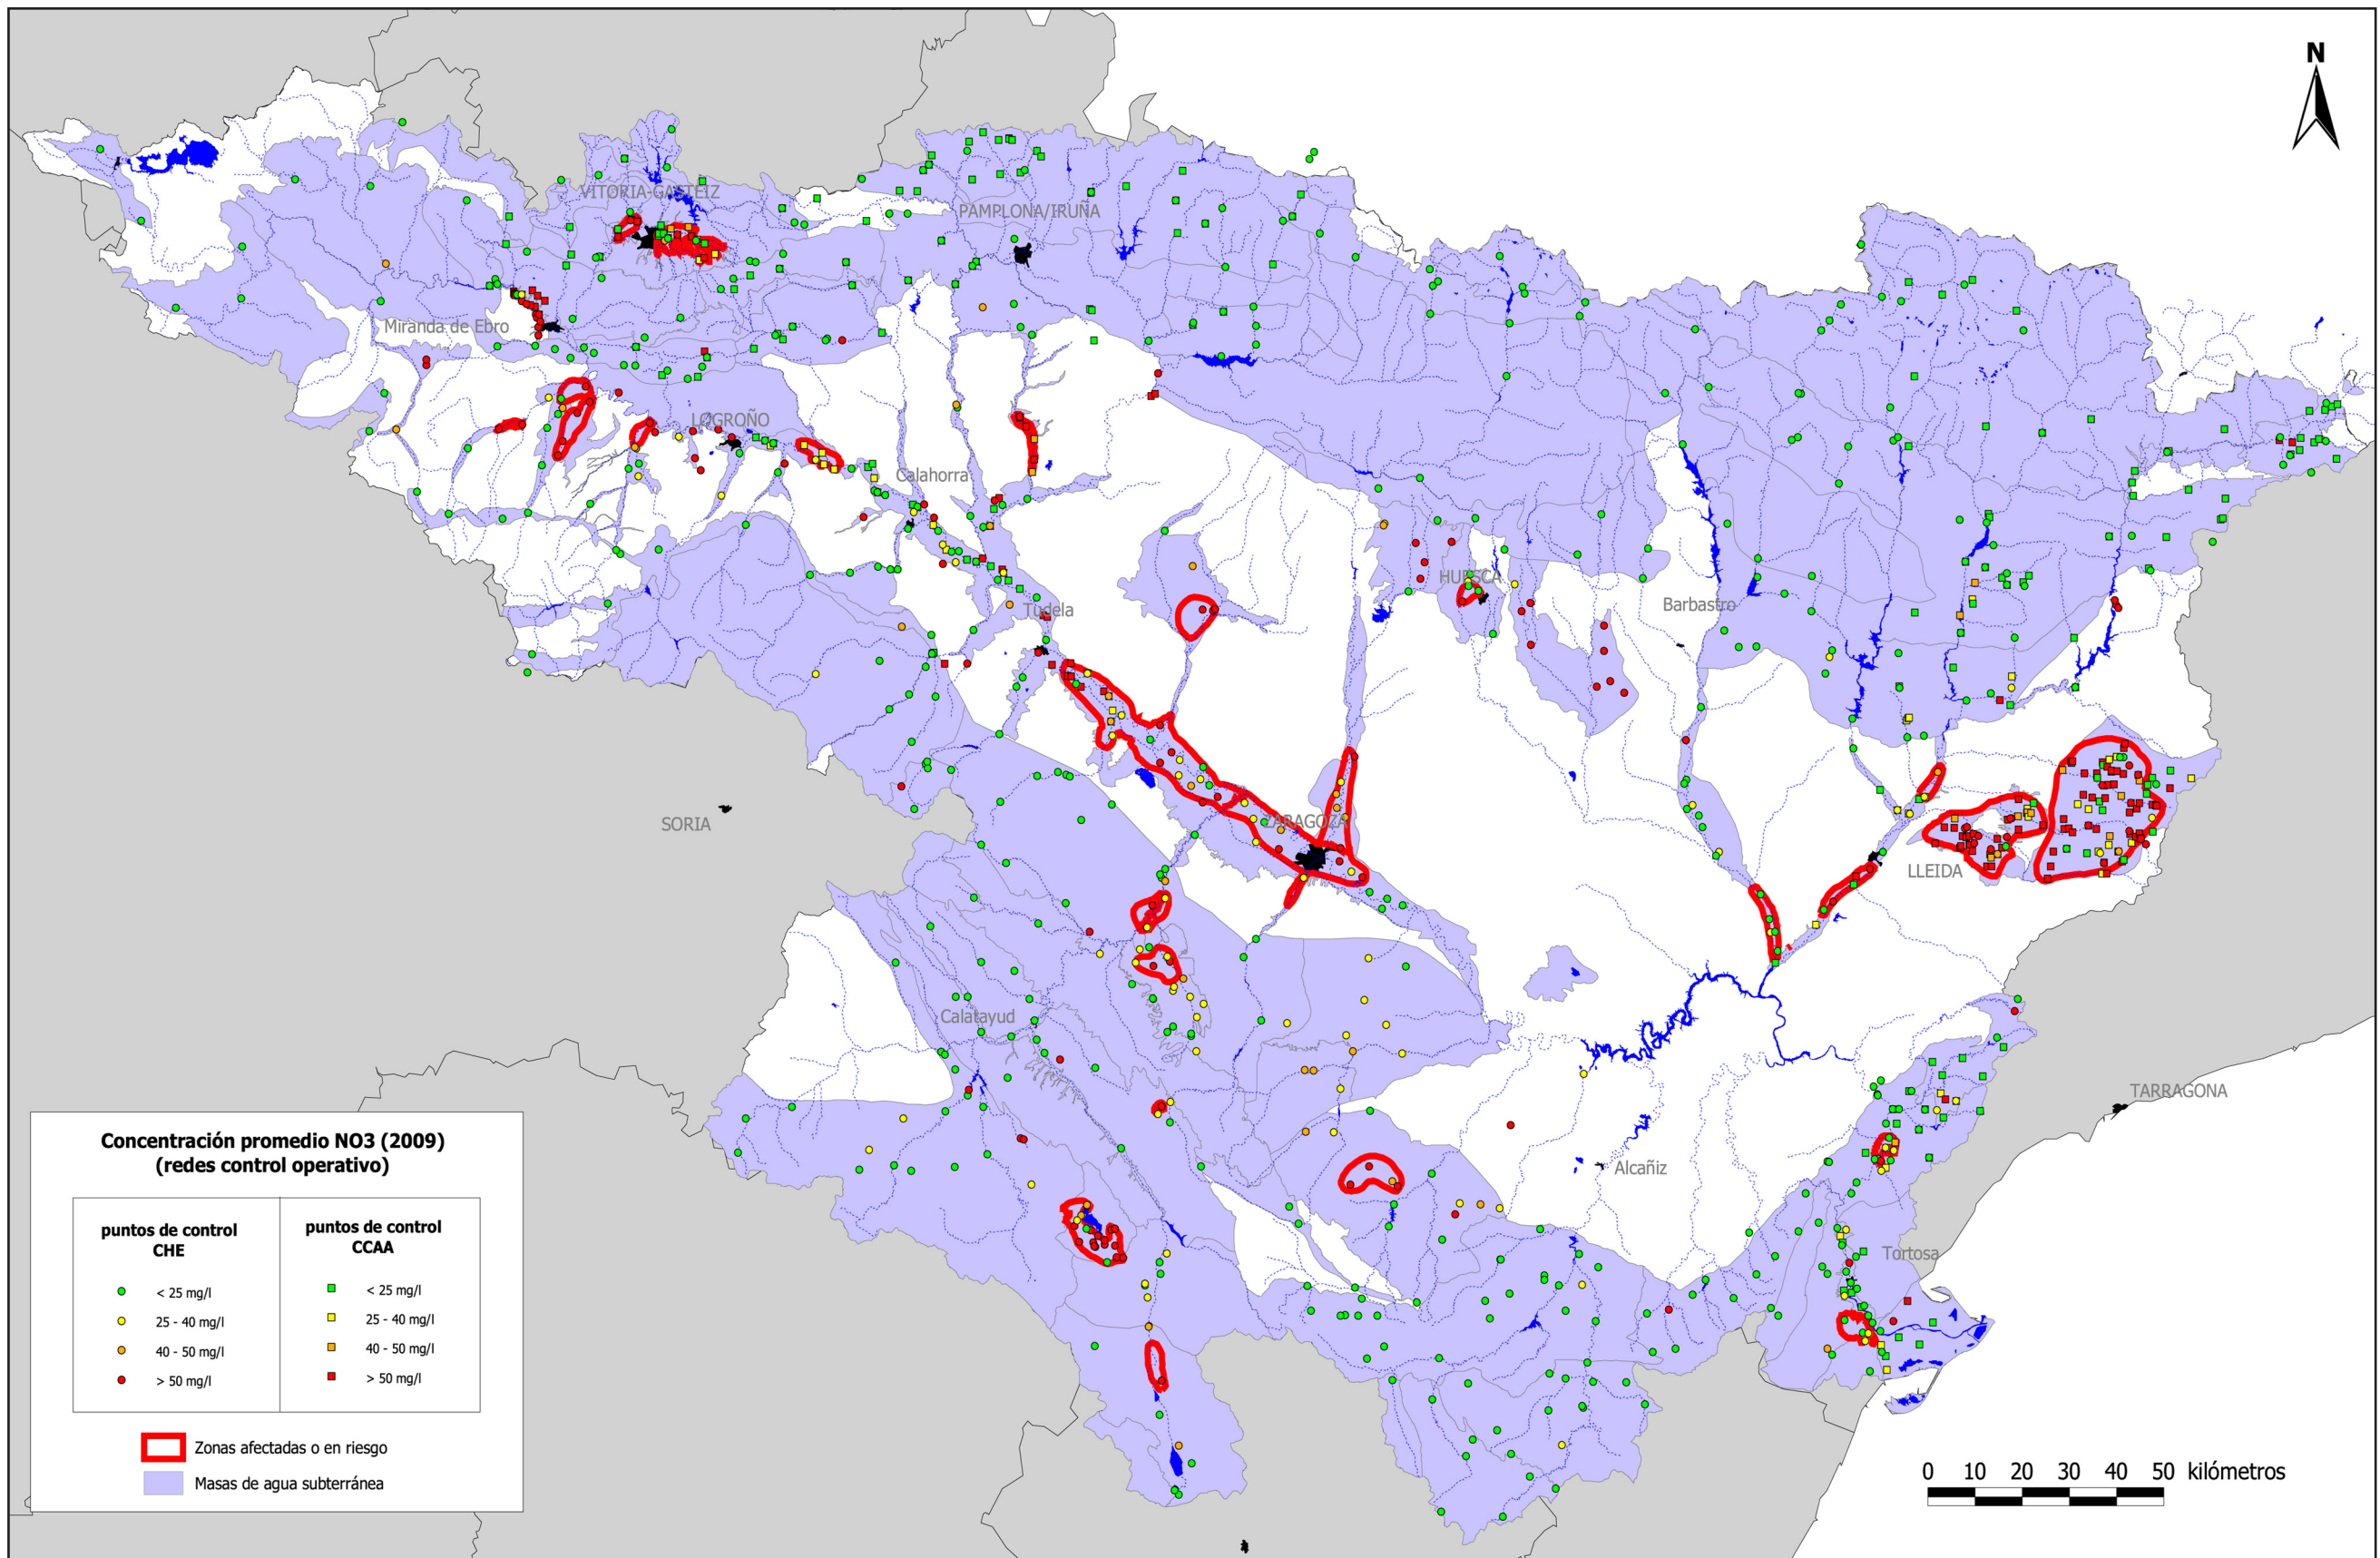 N
VITORIA-GASTEIZ
PAMPLONA/IRUÑA
Miranda de Ebro
LOGROÑO
Calahorra
HUESCA
Tudela
Barbastro
SORIA
ZARAGOZA
LLEIDA
Calatayud
TARRAGONA
Alcañiz
Tortosa
Concentración promedio NO3 (2009)
(redes control operativo)
puntos de control
CHE
< 25 mg/l
25 - 40 mg/l
40 - 50 mg/l
> 50 mg/l
puntos de control
CCAA
< 25 mg/l
25 - 40 mg/l
40 - 50 mg/l
> 50 mg/l
Zonas afectadas o en riesgo
Masas de agua subterránea
0 10 20 30 40 50 kilómetros